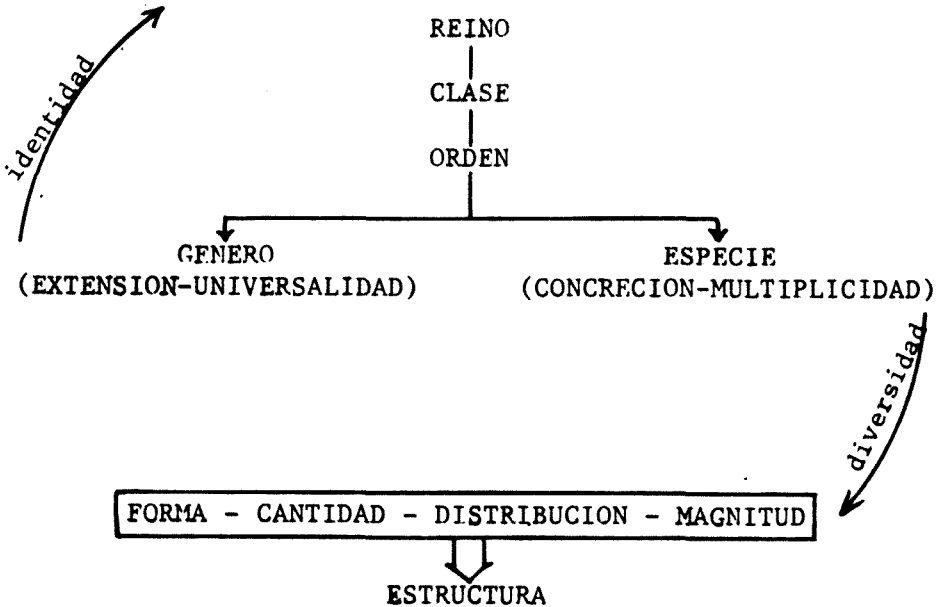 REINO
identidad
CLASE
ORDEN
GENERO
ESPECIE
(EXTENSION-UNIVERSALIDAD)
(CONCRECION-MULTIPLICIDAD)
diversidad
FORMA - CANTIDAD - DISTRIBUCION - MAGNITUD
ESTRUCTURA